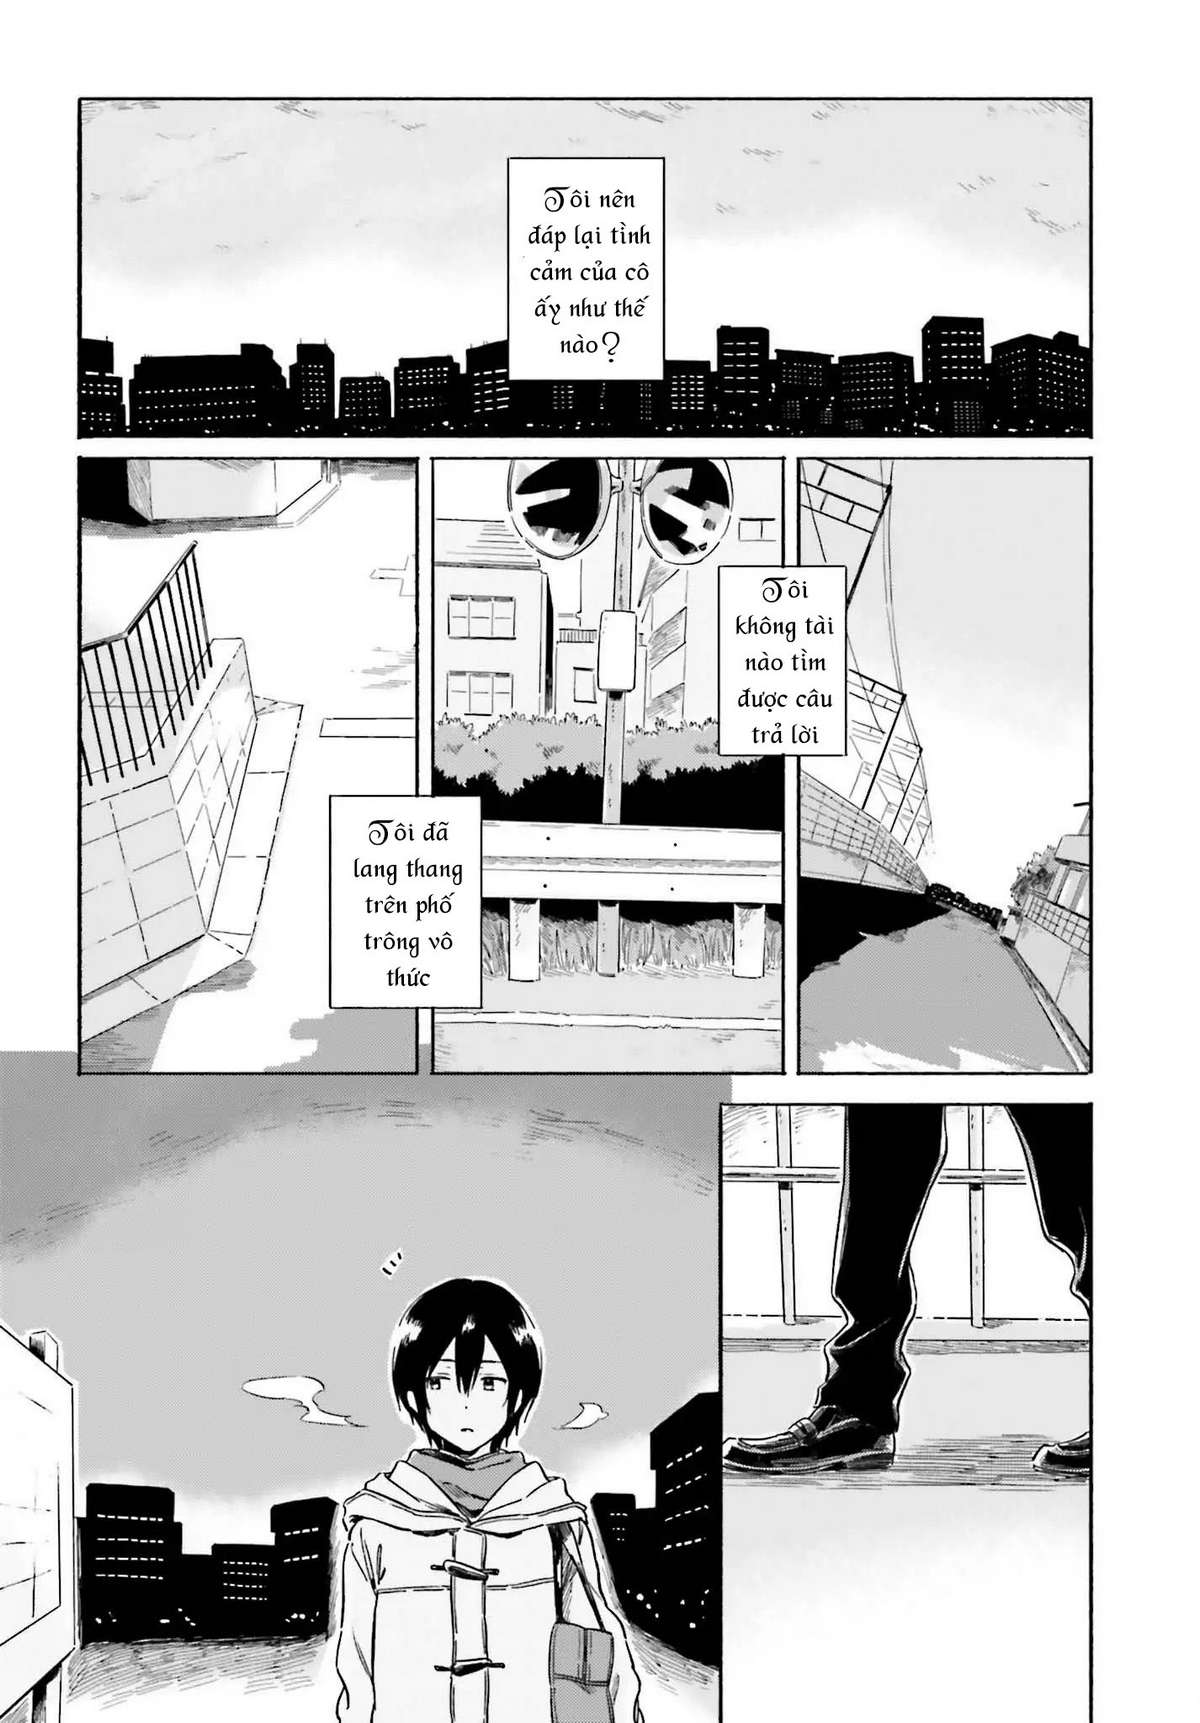 Tôi nên
đáp lại tình
cảm của cô
ấy như thế
nào?
Tôi
không tài
nào tìm
được câu
trả lời
Tôi đã
lang thang
trên phố
trông vô
thức